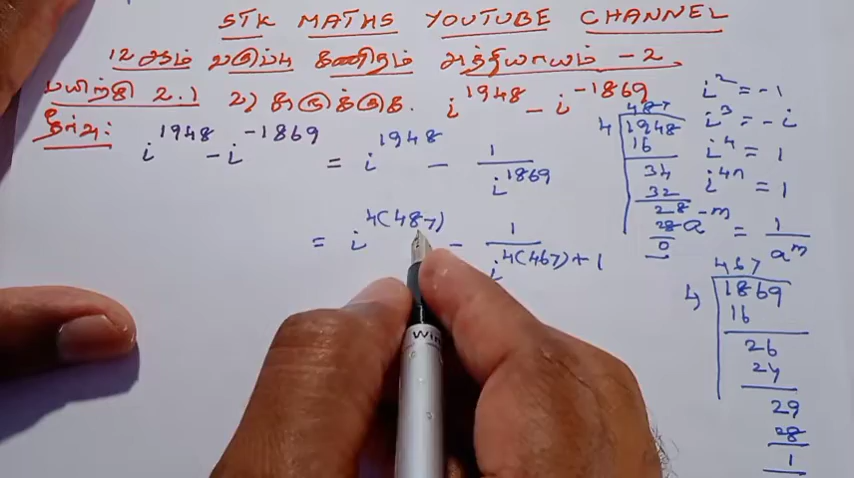 STK MATHS YOUTUBE CHANNEL
12ஆம் வகுப்பு கணிதம் அத்தியாயம் - 2.
பயிற்சி 2.1 2) சுருக்குக. i^1948 - i^-1869
தீர்வு:
i^1948 - i^-1869 = i^1948 - 1/i^1869
= i^4(487) - 1/i^4(467)+1
487
4 1948
16
34
32
28
28
0
i² = -1
i³ = -i
i⁴ = 1
i^4n = 1
a^-m = 1/a^m
467
4) 1869
16
26
24
29
28
1
Win